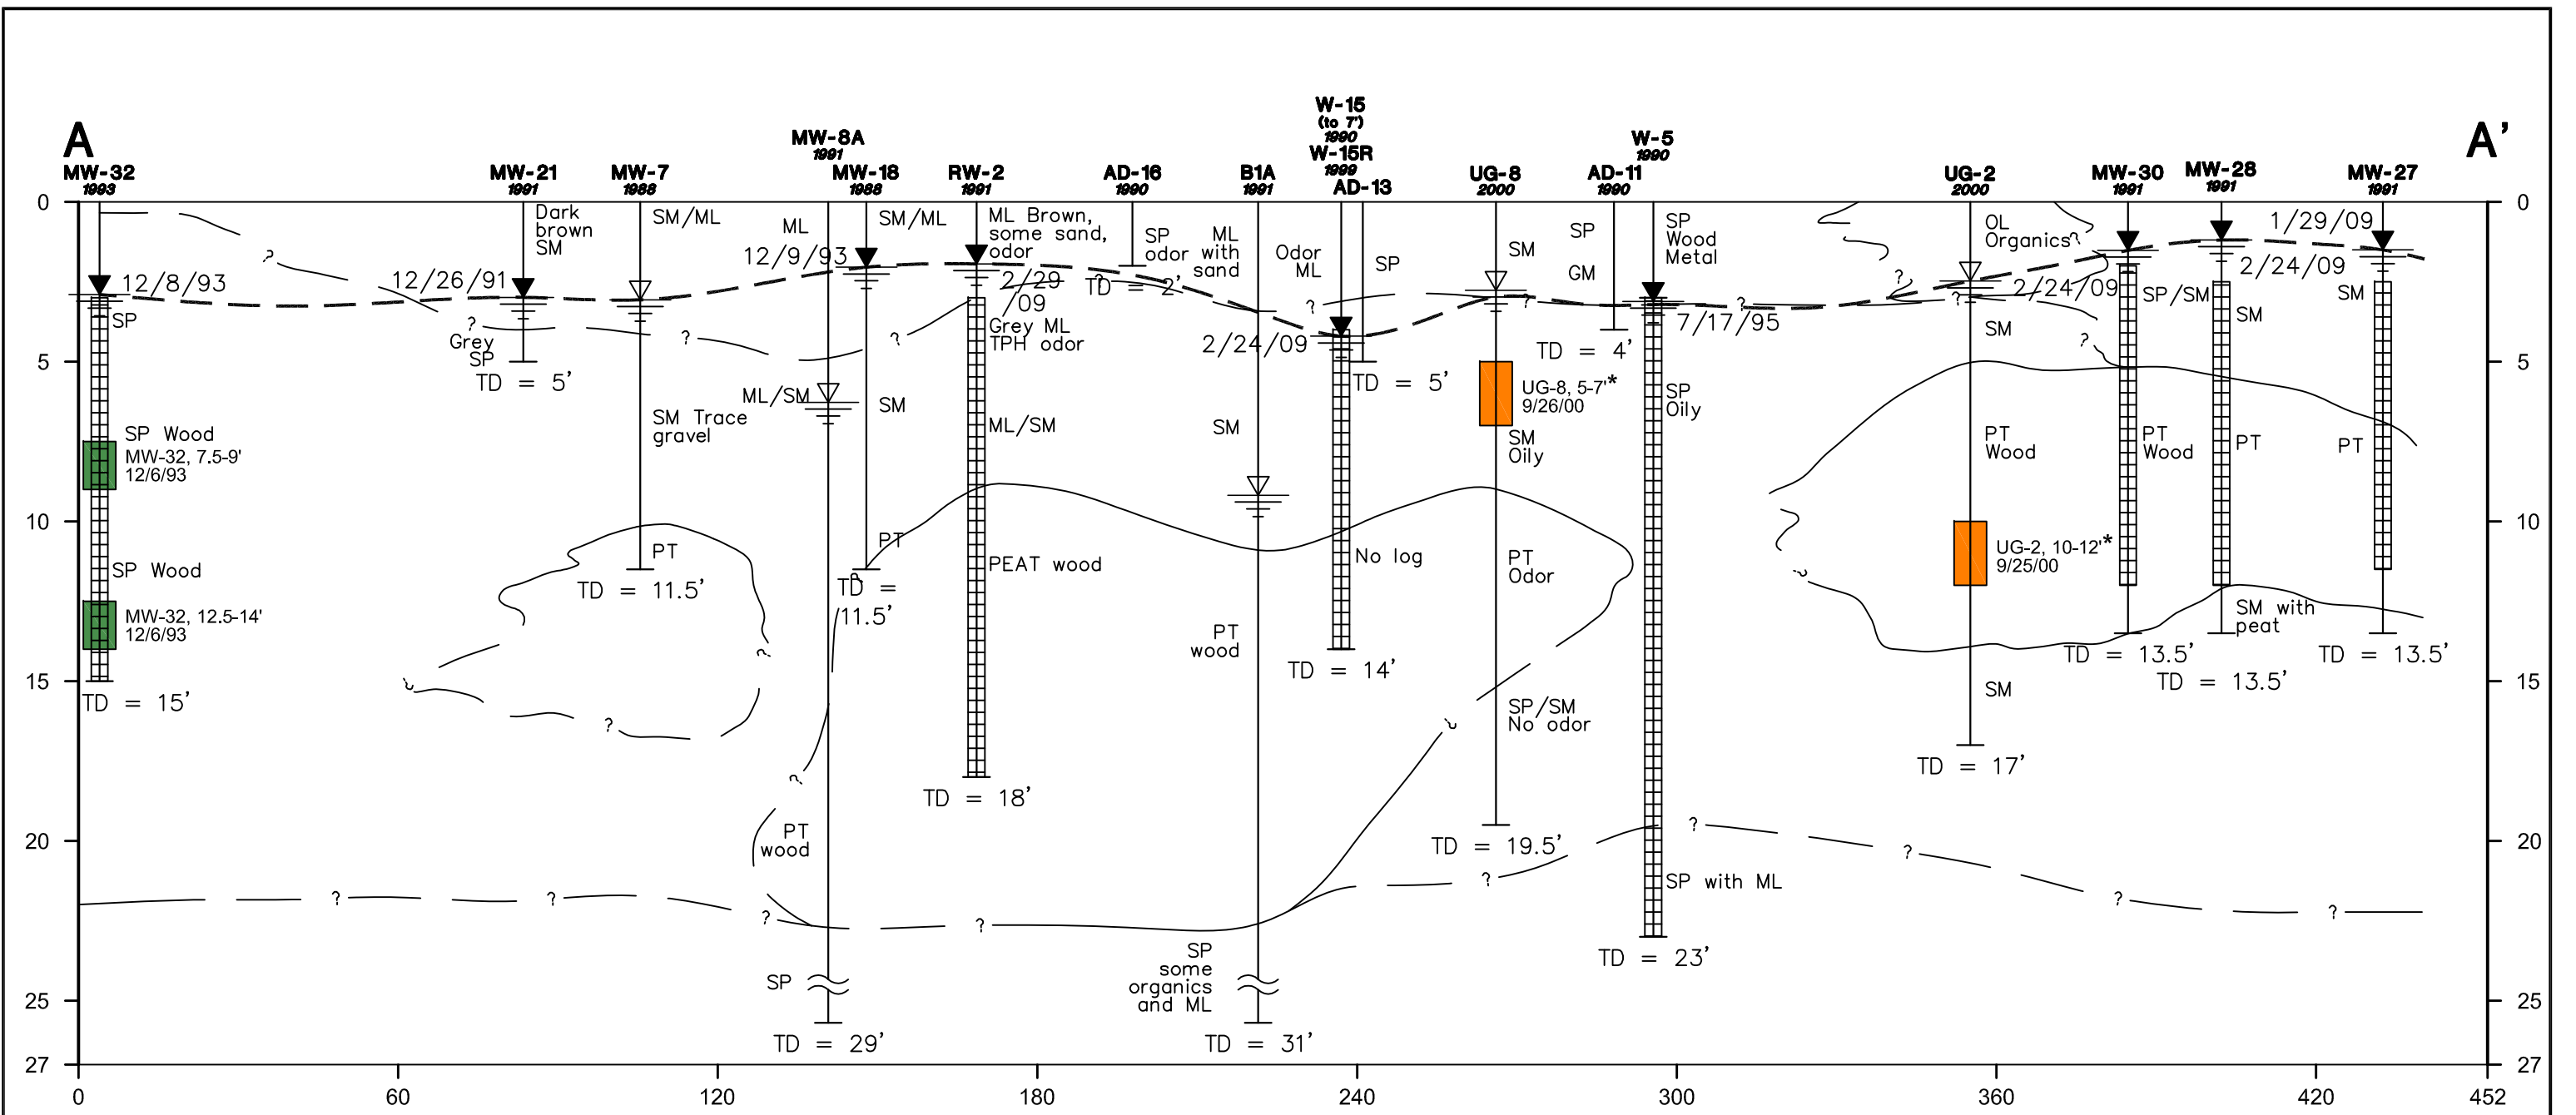 A
A'
W-15
(to 7')
1990
W-15R
1999
AD-13
MW-8A
1991
W-5
1990
MW-32
1993
MW-21
1991
MW-7
1988
MW-18
1988
RW-2
1991
AD-16
1990
B1A
1991
UG-8
2000
AD-11
1990
UG-2
2000
MW-30
1991
MW-28
1991
MW-27
1991
0
5
10
15
20
25
27
0
5
10
15
20
25
27
12/8/93
SP
SP Wood
MW-32, 7.5-9'
12/6/93
SP Wood
MW-32, 12.5-14'
12/6/93
TD = 15'
?
?
Dark
brown
SM
12/26/91
Grey
SP
TD = 5'
SM/ML
?
SM Trace
gravel
PT
TD = 11.5'
?
?
?
ML
12/9/93
ML/SM
?
PT
wood
SP
TD = 29'
SM/ML
SM
PT
?
TD =
11.5'
?
ML Brown,
some sand,
odor
2/29
/09
Grey ML
TPH odor
ML/SM
PEAT wood
TD = 18'
SP
odor
?
TD = 2'
ML
with
sand
SM
PT
wood
SP
some
organics
and ML
TD = 31'
Odor
ML
?
2/24/09
No log
TD = 14'
SP
TD = 5'
SM
?
UG-8, 5-7'*
9/26/00
SM
Oily
PT
Odor
?
SP/SM
No odor
TD = 19.5'
SP
GM
TD = 4'
SP
Wood
Metal
?
7/17/95
SP
Oily
SP with ML
TD = 23'
OL
Organics
?
?
?
2/24/09
SM
?
PT
Wood
UG-2, 10-12'*
9/25/00
?
SM
TD = 17'
SP/SM
PT
Wood
TD = 13.5'
2/24/09
SM
PT
SM with
peat
TD = 13.5'
1/29/09
SM
PT
TD = 13.5'
?
?
?
?
?
?
?
?
?
0
60
120
180
240
300
360
420
452